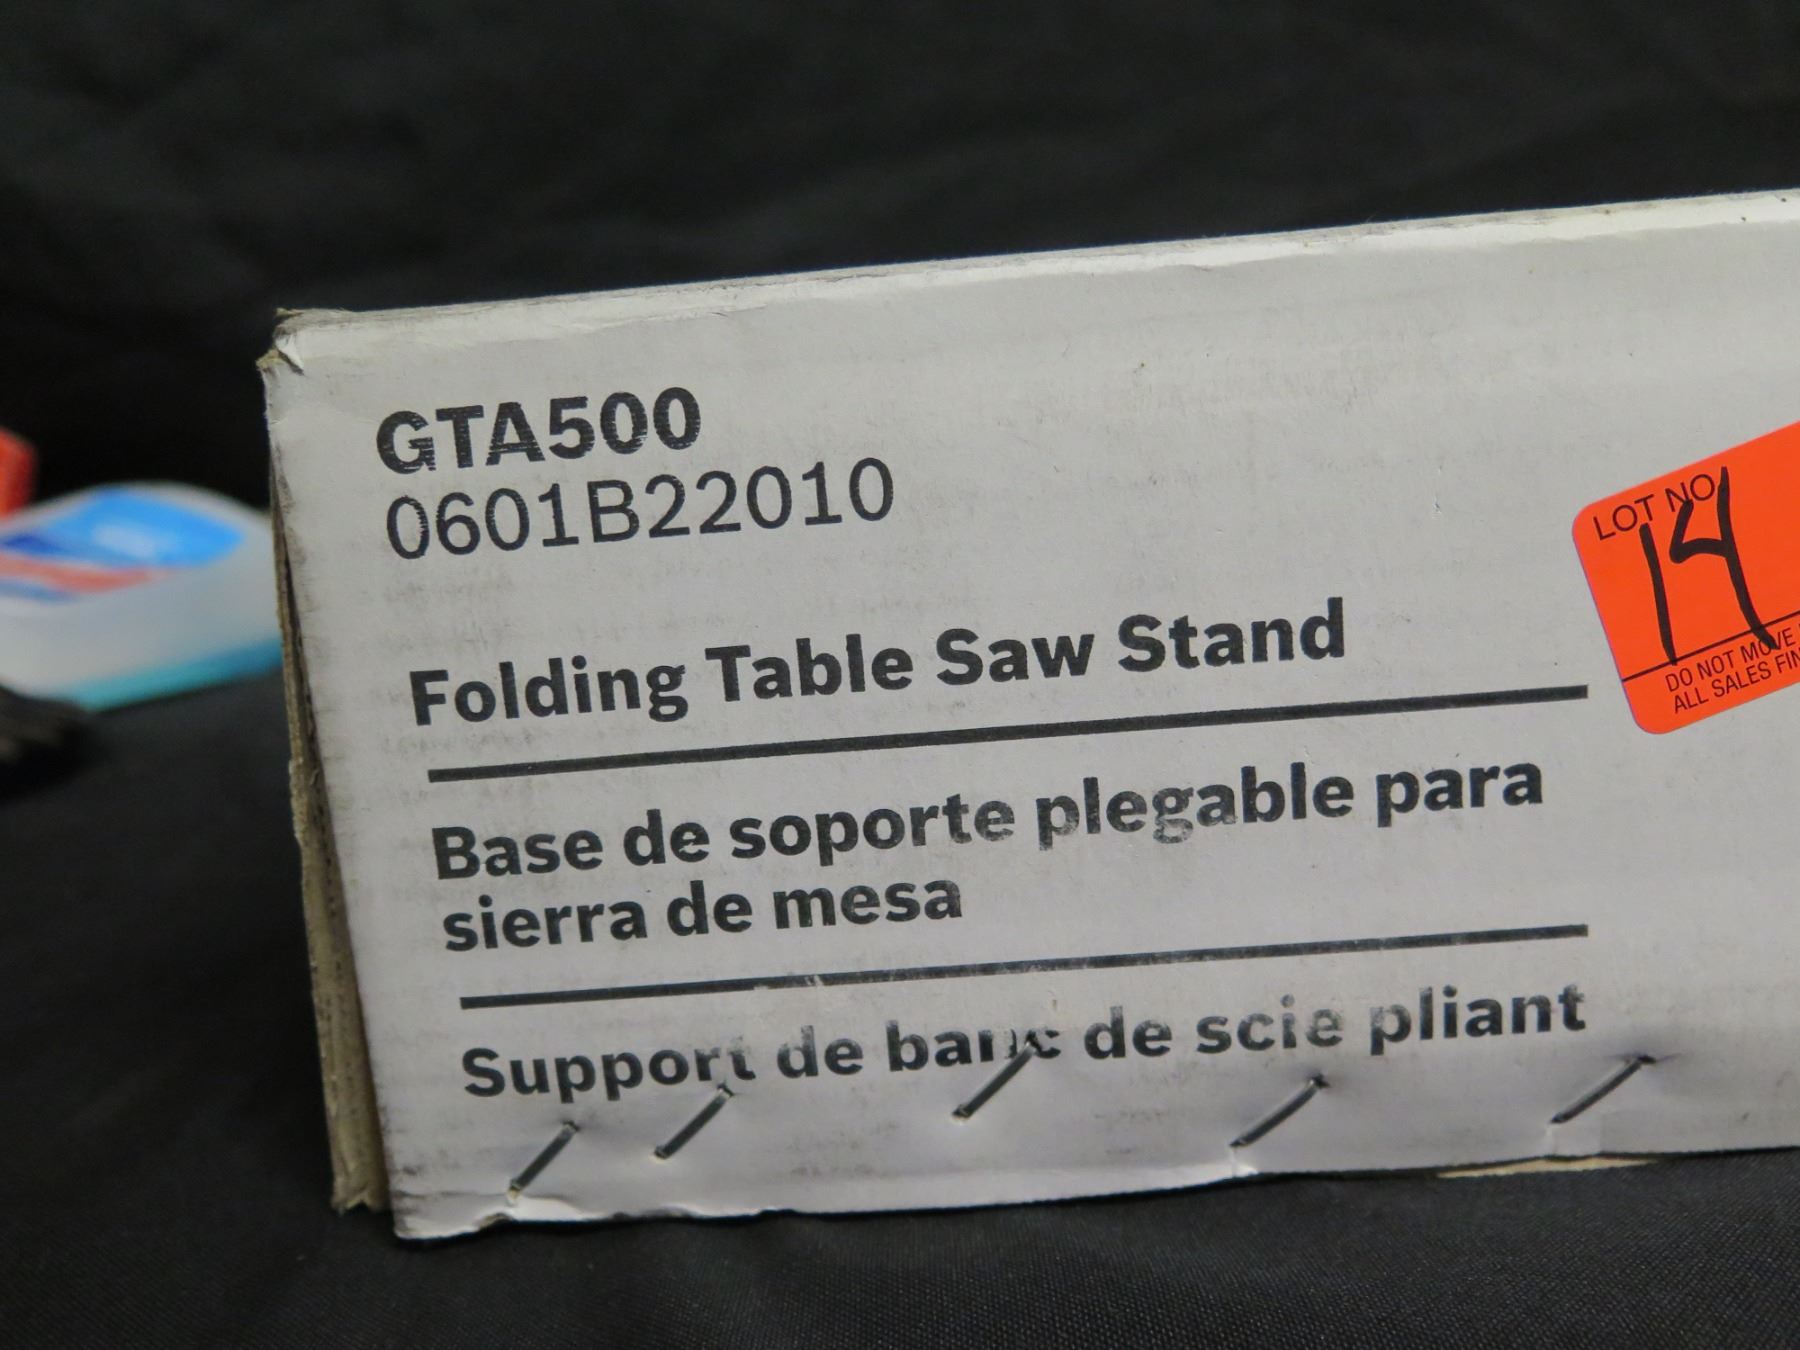 GTA500
0601B22010
Folding Table Saw Stand
Base de soporte plegable para
sierra de mesa
Support de banc de scie pliant
LOT NO
14
DO NOT MOVE
ALL SALES